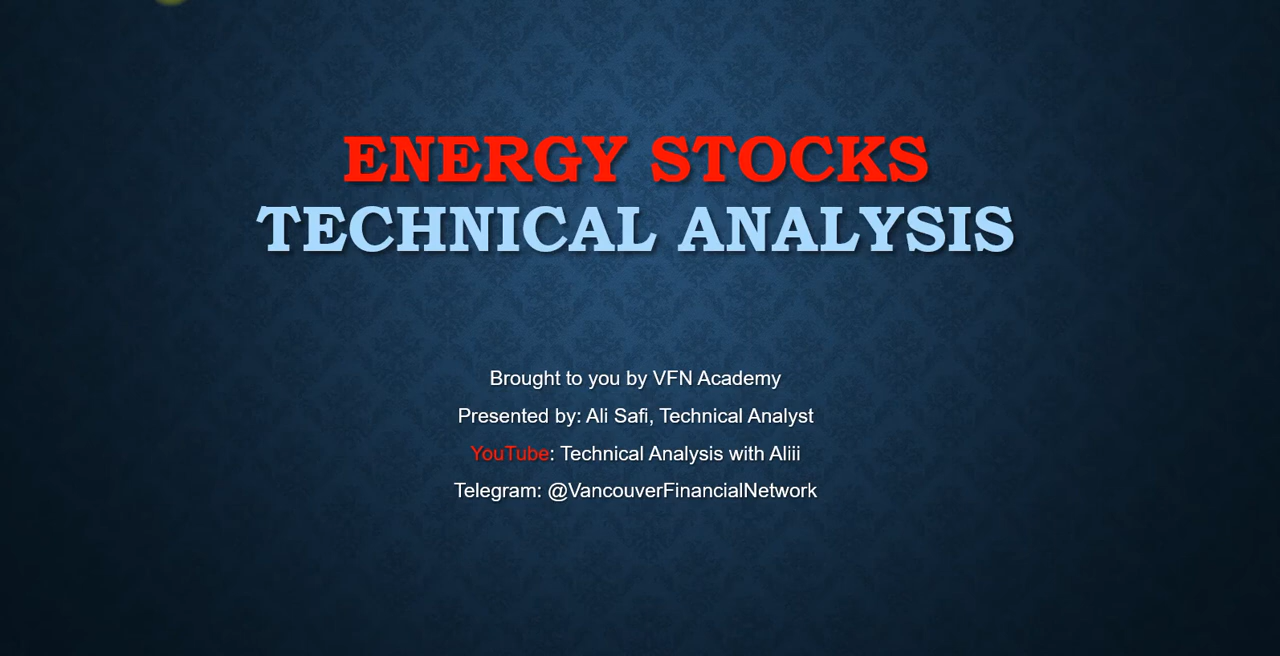 ENERGY STOCKS
TECHNICAL ANALYSIS
Brought to you by VFN Academy
Presented by: Ali Safi, Technical Analyst
YouTube: Technical Analysis with Aliii
Telegram: @VancouverFinancialNetwork